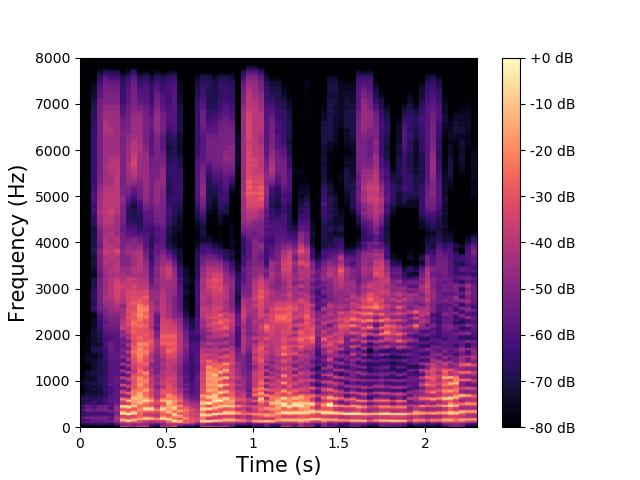 8000
7000
6000
5000
4000
3000
2000
1000
0
Frequency (Hz)
0 0.5 1 1.5 2
Time (s)
+0 dB
-10 dB
-20 dB
-30 dB
-40 dB
-50 dB
-60 dB
-70 dB
-80 dB